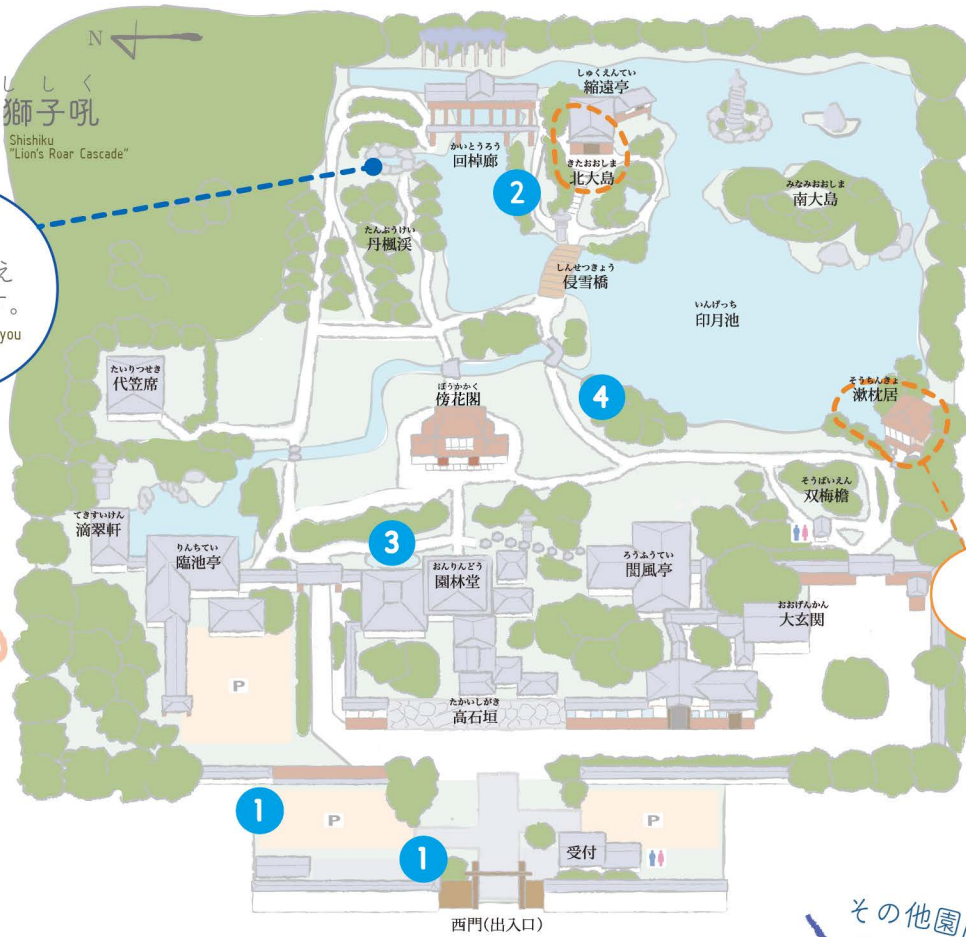 N
ししく
獅子吼
Shishiku
"Lion's Roar Cascade"
え
す。
you
しゅくえんてい
縮遠亭
かいとうろう
回棹廊
きたおおしま
北大島
2
みなみおおしま
南大島
たんぷうけい
丹楓渓
しんせつきょう
侵雪橋
いんげっち
印月池
たいりつせき
代笠席
ぼうかかく
傍花閣
4
そうちんきょ
漱枕居
そうばいえん
双梅檐
てきすいけん
滴翠軒
りんちてい
臨池亭
3
おんりんどう
園林堂
ろうふうてい
閬風亭
おおげんかん
大玄関
P
たかいしがき
高石垣
1
P
P
1
受付
西門(出入口)
その他園